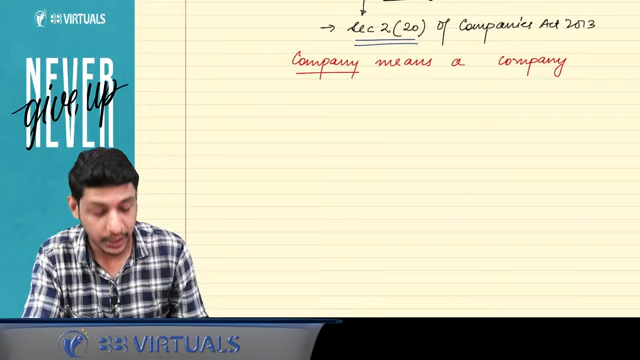 BB VIRTUALS
→ Sec 2(20) of Companies Act 2013
Company means a company
NEVER
give up
NEVER
BB VIRTUALS